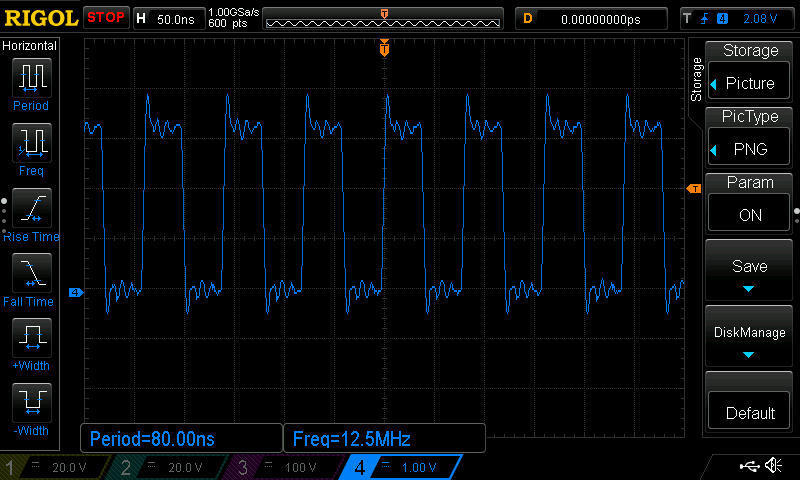 RIGOL STOP H 50.0ns 1.00GSa/s 600 pts T D 0.00000000ps T 4 2.08 V
Horizontal
Period
Freq
Rise Time
Fall Time
+Width
-Width
T
T
4
Period=80.00ns Freq=12.5MHz
Storage
Storage
Picture
PicType
PNG
Param
ON
Save
DiskManage
Default
1 20.0 V 2 20.0 V 3 100 V 4 1.00 V